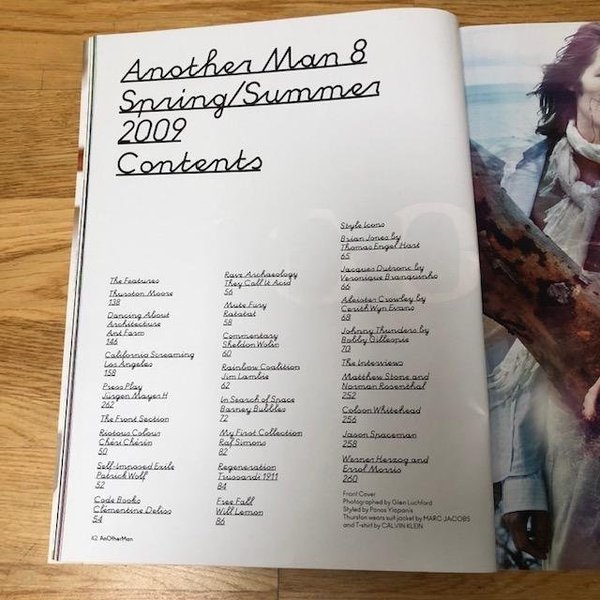 Another Man 8
Spring/Summer
2009
Contents
The Features
Thurston Moore
138
Dancing About
Architecture
Ant Farm
146
California Screaming
Los Angeles
158
Press Play
Jürgen Mayer H
262
The Front Section
Riotous Colour
Chéri Chérin
50
Self-Imposed Exile
Patrick Wolf
52
Code Books
Clémentine Deliss
54
Rave Archaeology
They Call It Acid
56
Mute Fury
Ratatat
58
Commentary
Sheldon Wolin
60
Rainbow Coalition
Jim Lambie
62
In Search of Space
Barney Bubbles
72
My First Collection
Raf Simons
82
Regeneration
Trussardi 1911
84
Free Fall
Will Lemon
86
Style Icons
Brian Jones by
Thomas Engel Hart
65
Jacques Dutronc by
Veronique Branquinho
66
Aleister Crowley by
Cerith Wyn Evans
68
Johnny Thunders by
Bobby Gillespie
70
The Interviews
Matthew Stone and
Norman Rosenthal
252
Colson Whitehead
256
Jason Spaceman
258
Werner Herzog and
Errol Morris
260
Front Cover
Photographed by Glen Luchford
Styled by Panos Yiapanis
Thurston wears suit jacket by MARC JACOBS
and T-shirt by CALVIN KLEIN
42 AnOtherMan